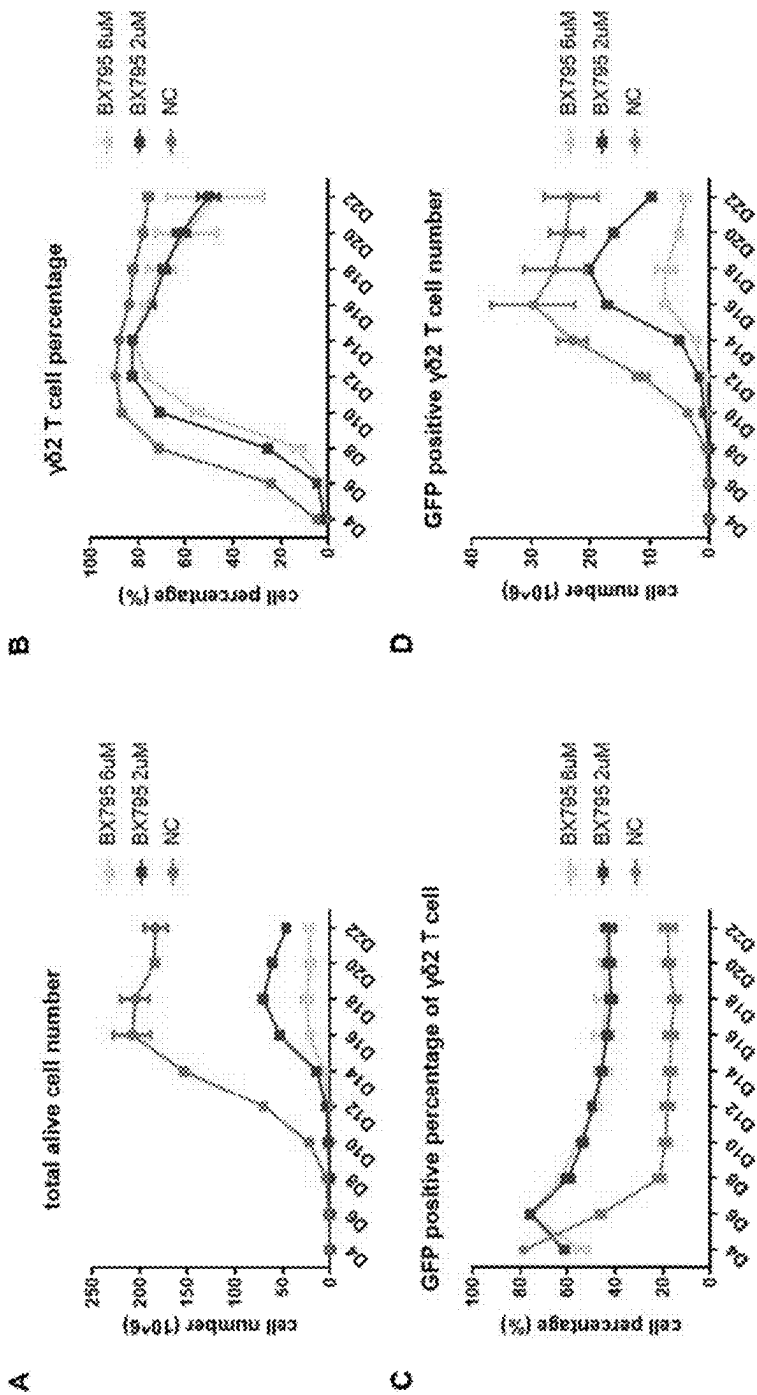 A
total alive cell number
cell number (10^6)
250
200
150
100
50
0
D4 D6 D8 D10 D12 D14 D16 D18 D20 D22
BX795 6uM
BX795 2uM
NC
B
γδ2 T cell percentage
cell percentage (%)
100
80
60
40
20
0
D4 D6 D8 D10 D12 D14 D16 D18 D20 D22
BX795 6uM
BX795 2uM
NC
C
GFP positive percentage of γδ2 T cell
cell percentage (%)
100
80
60
40
20
0
D4 D6 D8 D10 D12 D14 D16 D18 D20 D22
BX795 6uM
BX795 2uM
NC
D
GFP positive γδ2 T cell number
cell number (10^6)
40
30
20
10
0
D4 D6 D8 D10 D12 D14 D16 D18 D20 D22
BX795 6uM
BX795 2uM
NC